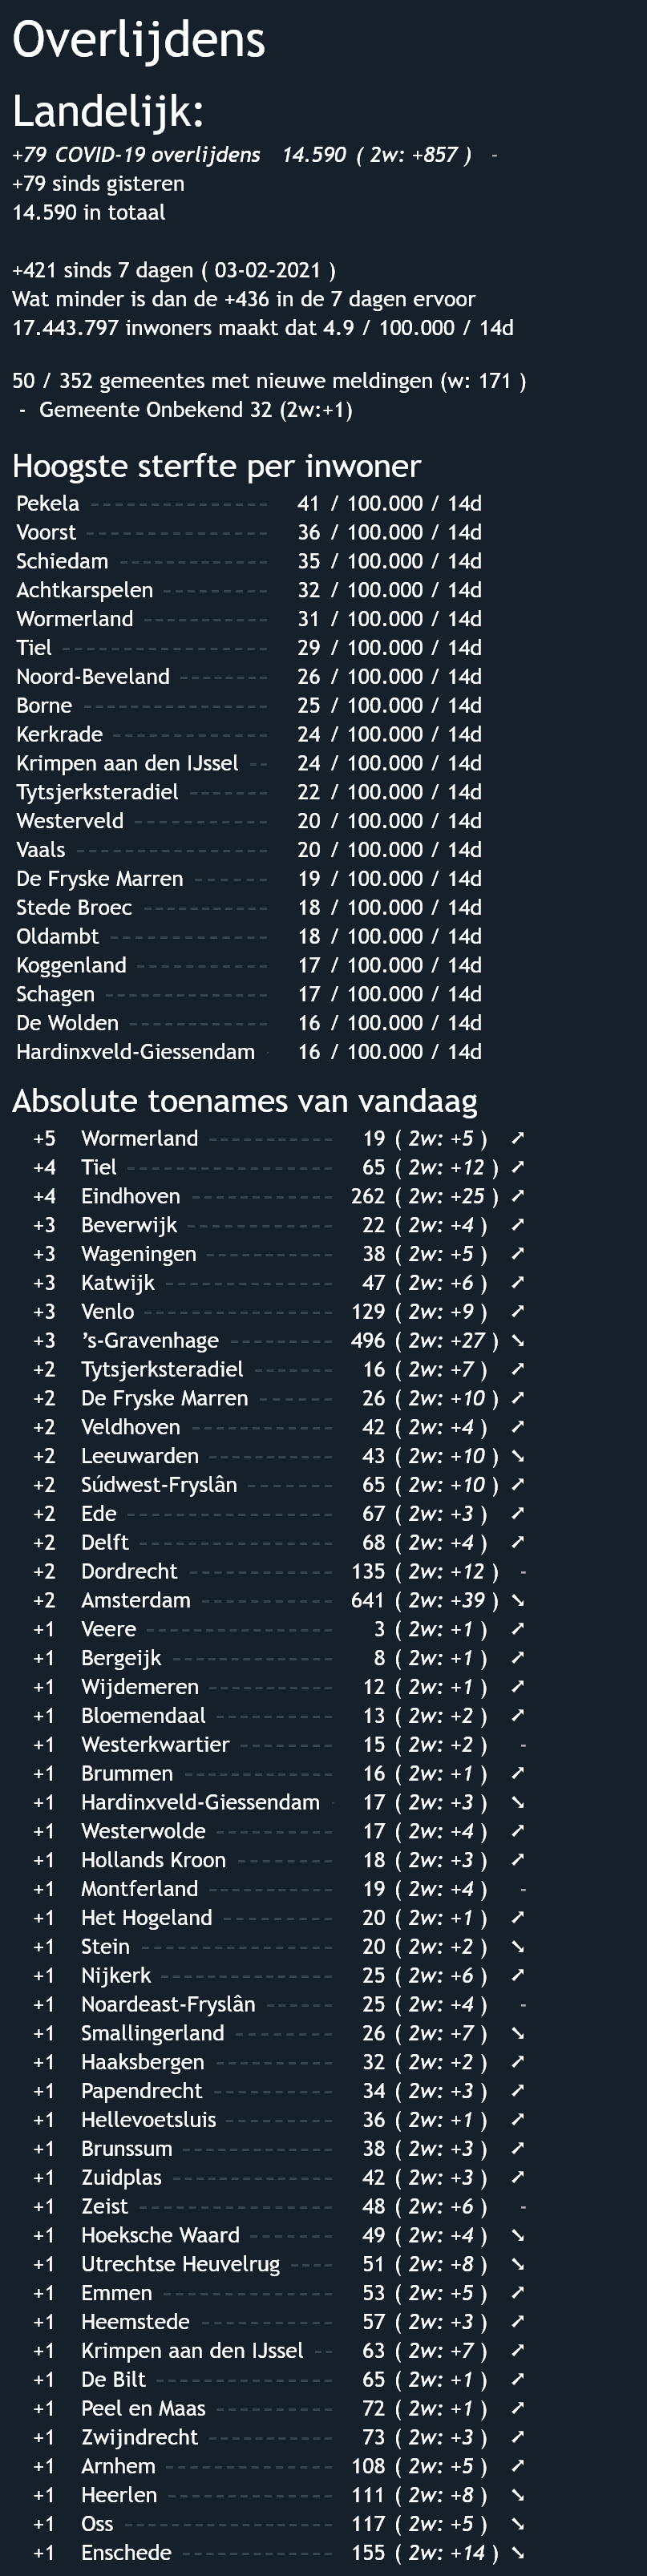 Overlijdens
Landelijk:
+79 COVID-19 overlijdens 14.590 ( 2w: +857 ) -
+79 sinds gisteren
14.590 in totaal
+421 sinds 7 dagen ( 03-02-2021 )
Wat minder is dan de +436 in de 7 dagen ervoor
17.443.797 inwoners maakt dat 4.9 / 100.000 / 14d
50 / 352 gemeentes met nieuwe meldingen (w: 171 )
- Gemeente Onbekend 32 (2w:+1)
Hoogste sterfte per inwoner
Pekela --------------- 41 / 100.000 / 14d
Voorst --------------- 36 / 100.000 / 14d
Schiedam ------------- 35 / 100.000 / 14d
Achtkarspelen --------- 32 / 100.000 / 14d
Wormerland ----------- 31 / 100.000 / 14d
Tiel ----------------- 29 / 100.000 / 14d
Noord-Beveland -------- 26 / 100.000 / 14d
Borne ---------------- 25 / 100.000 / 14d
Kerkrade ------------- 24 / 100.000 / 14d
Krimpen aan den IJssel -- 24 / 100.000 / 14d
Tytsjerksteradiel ------- 22 / 100.000 / 14d
Westerveld ------------ 20 / 100.000 / 14d
Vaals ---------------- 20 / 100.000 / 14d
De Fryske Marren ------ 19 / 100.000 / 14d
Stede Broec ----------- 18 / 100.000 / 14d
Oldambt -------------- 18 / 100.000 / 14d
Koggenland ----------- 17 / 100.000 / 14d
Schagen -------------- 17 / 100.000 / 14d
De Wolden ------------- 16 / 100.000 / 14d
Hardinxveld-Giessendam - 16 / 100.000 / 14d
Absolute toenames van vandaag
+5 Wormerland ----------- 19 ( 2w: +5 ) ↗
+4 Tiel ----------------- 65 ( 2w: +12 ) ↗
+4 Eindhoven ------------ 262 ( 2w: +25 ) ↗
+3 Beverwijk ------------ 22 ( 2w: +4 ) ↗
+3 Wageningen ----------- 38 ( 2w: +5 ) ↗
+3 Katwijk -------------- 47 ( 2w: +6 ) ↗
+3 Venlo ---------------- 129 ( 2w: +9 ) ↗
+3 's-Gravenhage --------- 496 ( 2w: +27 ) ↘
+2 Tytsjerksteradiel ------- 16 ( 2w: +7 ) ↗
+2 De Fryske Marren ------ 26 ( 2w: +10 ) ↗
+2 Veldhoven ------------ 42 ( 2w: +4 ) ↗
+2 Leeuwarden ----------- 43 ( 2w: +10 ) ↘
+2 Súdwest-Fryslân ------- 65 ( 2w: +10 ) ↗
+2 Ede ------------------ 67 ( 2w: +3 ) ↗
+2 Delft ---------------- 68 ( 2w: +4 ) ↗
+2 Dordrecht ------------ 135 ( 2w: +12 ) -
+2 Amsterdam ----------- 641 ( 2w: +39 ) ↘
+1 Veere ---------------- 3 ( 2w: +1 ) ↗
+1 Bergeijk -------------- 8 ( 2w: +1 ) ↗
+1 Wijdemeren ----------- 12 ( 2w: +1 ) ↗
+1 Bloemendaal ---------- 13 ( 2w: +2 ) ↗
+1 Westerkwartier -------- 15 ( 2w: +2 ) -
+1 Brummen ------------- 16 ( 2w: +1 ) ↗
+1 Hardinxveld-Giessendam - 17 ( 2w: +3 ) ↘
+1 Westerwolde ---------- 17 ( 2w: +4 ) ↗
+1 Hollands Kroon -------- 18 ( 2w: +3 ) ↗
+1 Montferland ----------- 19 ( 2w: +4 ) -
+1 Het Hogeland --------- 20 ( 2w: +1 ) ↗
+1 Stein ---------------- 20 ( 2w: +2 ) ↘
+1 Nijkerk --------------- 25 ( 2w: +6 ) ↗
+1 Noardeast-Fryslân ------ 25 ( 2w: +4 ) -
+1 Smallingerland -------- 26 ( 2w: +7 ) ↘
+1 Haaksbergen ---------- 32 ( 2w: +2 ) ↗
+1 Papendrecht ---------- 34 ( 2w: +3 ) ↗
+1 Hellevoetsluis --------- 36 ( 2w: +1 ) ↗
+1 Brunssum ------------- 38 ( 2w: +3 ) ↗
+1 Zuidplas -------------- 42 ( 2w: +3 ) ↗
+1 Zeist ---------------- 48 ( 2w: +6 ) -
+1 Hoeksche Waard ------- 49 ( 2w: +4 ) ↘
+1 Utrechtse Heuvelrug ---- 51 ( 2w: +8 ) ↘
+1 Emmen -------------- 53 ( 2w: +5 ) ↗
+1 Heemstede ----------- 57 ( 2w: +3 ) ↗
+1 Krimpen aan den IJssel -- 63 ( 2w: +7 ) ↗
+1 De Bilt --------------- 65 ( 2w: +1 ) ↗
+1 Peel en Maas ---------- 72 ( 2w: +1 ) ↗
+1 Zwijndrecht ----------- 73 ( 2w: +3 ) ↗
+1 Arnhem -------------- 108 ( 2w: +5 ) ↗
+1 Heerlen -------------- 111 ( 2w: +8 ) ↘
+1 Oss ------------------ 117 ( 2w: +5 ) ↘
+1 Enschede ------------- 155 ( 2w: +14 ) ↘